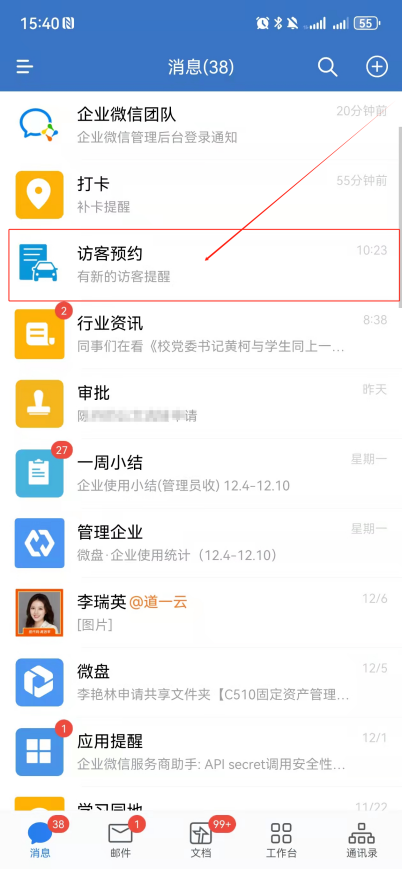 15:40
55
消息(38)
企业微信团队
20分钟前
企业微信管理后台登录通知
打卡
55分钟前
补卡提醒
访客预约
10:23
有新的访客提醒
2
行业资讯
8:38
同事们在看《校党委书记黄柯与学生同上一…
审批
昨天
申请
27
一周小结
星期一
企业使用小结(管理员收) 12.4-12.10
管理企业
星期一
微盘·企业使用统计（12.4-12.10）
李瑞英@道一云
12/6
[图片]
微盘
12/5
李艳林申请共享文件夹【C510固定资产管理…
1
应用提醒
12/1
企业微信服务商助手: API secret调用安全性…
学习园地
11/22
38
1
99+
消息
邮件
文档
工作台
通讯录